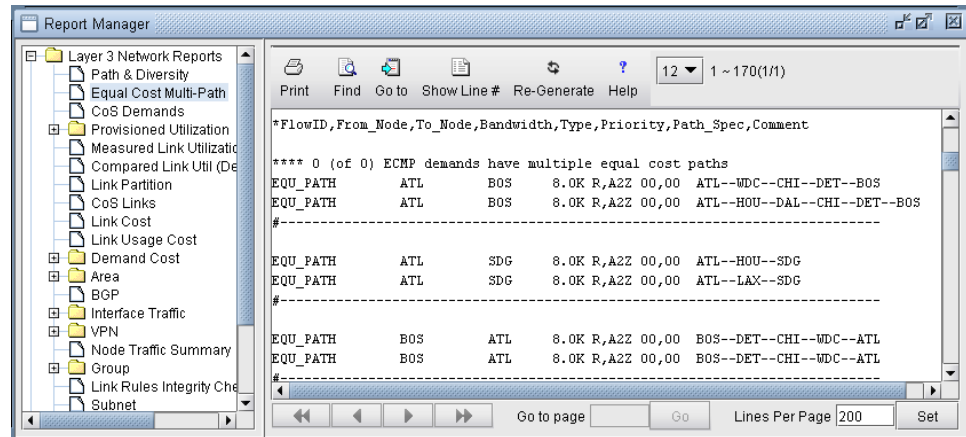 Report Manager
Layer 3 Network Reports
Path & Diversity
Equal Cost Multi-Path
CoS Demands
Provisioned Utilization
Measured Link Utilizatio
Compared Link Util (De
Link Partition
CoS Links
Link Cost
Link Usage Cost
Demand Cost
Area
BGP
Interface Traffic
VPN
Node Traffic Summary
Group
Link Rules Integrity Che
Subnet
Print Find Go to Show Line # Re-Generate Help 12 1 ~ 170(1/1)
*FlowID,From_Node,To_Node,Bandwidth,Type,Priority,Path_Spec,Comment
**** 0 (of 0) ECMP demands have multiple equal cost paths
EQU_PATH ATL BOS 8.0K R,A2Z 00,00 ATL--WDC--CHI--DET--BOS
EQU_PATH ATL BOS 8.0K R,A2Z 00,00 ATL--HOU--DAL--CHI--DET--BOS
#--------------------------------------------------------------------------
EQU_PATH ATL SDG 8.0K R,A2Z 00,00 ATL--HOU--SDG
EQU_PATH ATL SDG 8.0K R,A2Z 00,00 ATL--LAX--SDG
#--------------------------------------------------------------------------
EQU_PATH BOS ATL 8.0K R,A2Z 00,00 BOS--DET--CHI--WDC--ATL
EQU_PATH BOS ATL 8.0K R,A2Z 00,00 BOS--DET--CHI--WDC--ATL
#--------------------------------------------------------------------------
Go to page Go Lines Per Page 200 Set